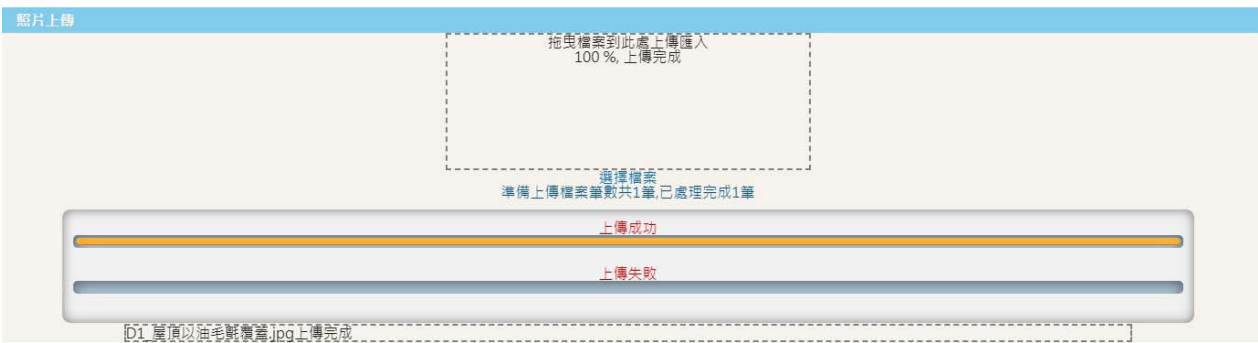 照片上傳
拖曳檔案到此處上傳匯入
100 %, 上傳完成
選擇檔案
準備上傳檔案筆數共1筆,已處理完成1筆
上傳成功
上傳失敗
D1_屋頂以油毛氈覆蓋.jpg上傳完成